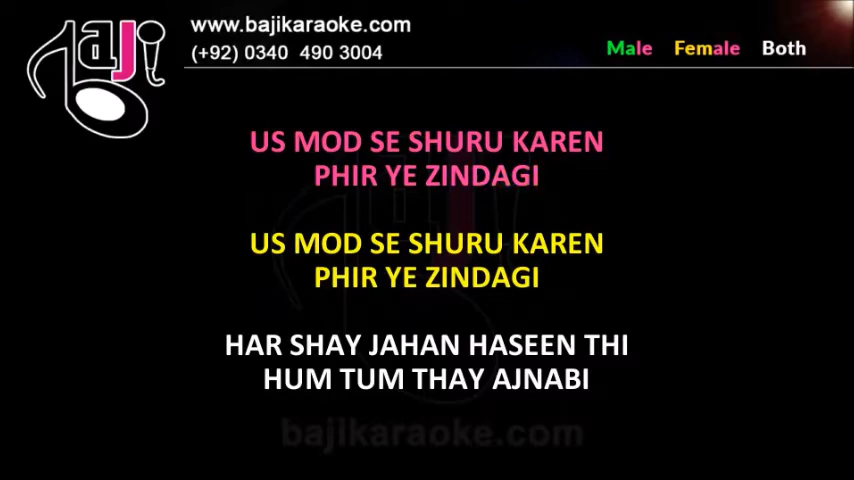 baji
www.bajikaraoke.com
(+92) 0340 490 3004
Male Female Both
US MOD SE SHURU KAREN
PHIR YE ZINDAGI
US MOD SE SHURU KAREN
PHIR YE ZINDAGI
HAR SHAY JAHAN HASEEN THI
HUM TUM THAY AJNABI
bajikaraoke.com